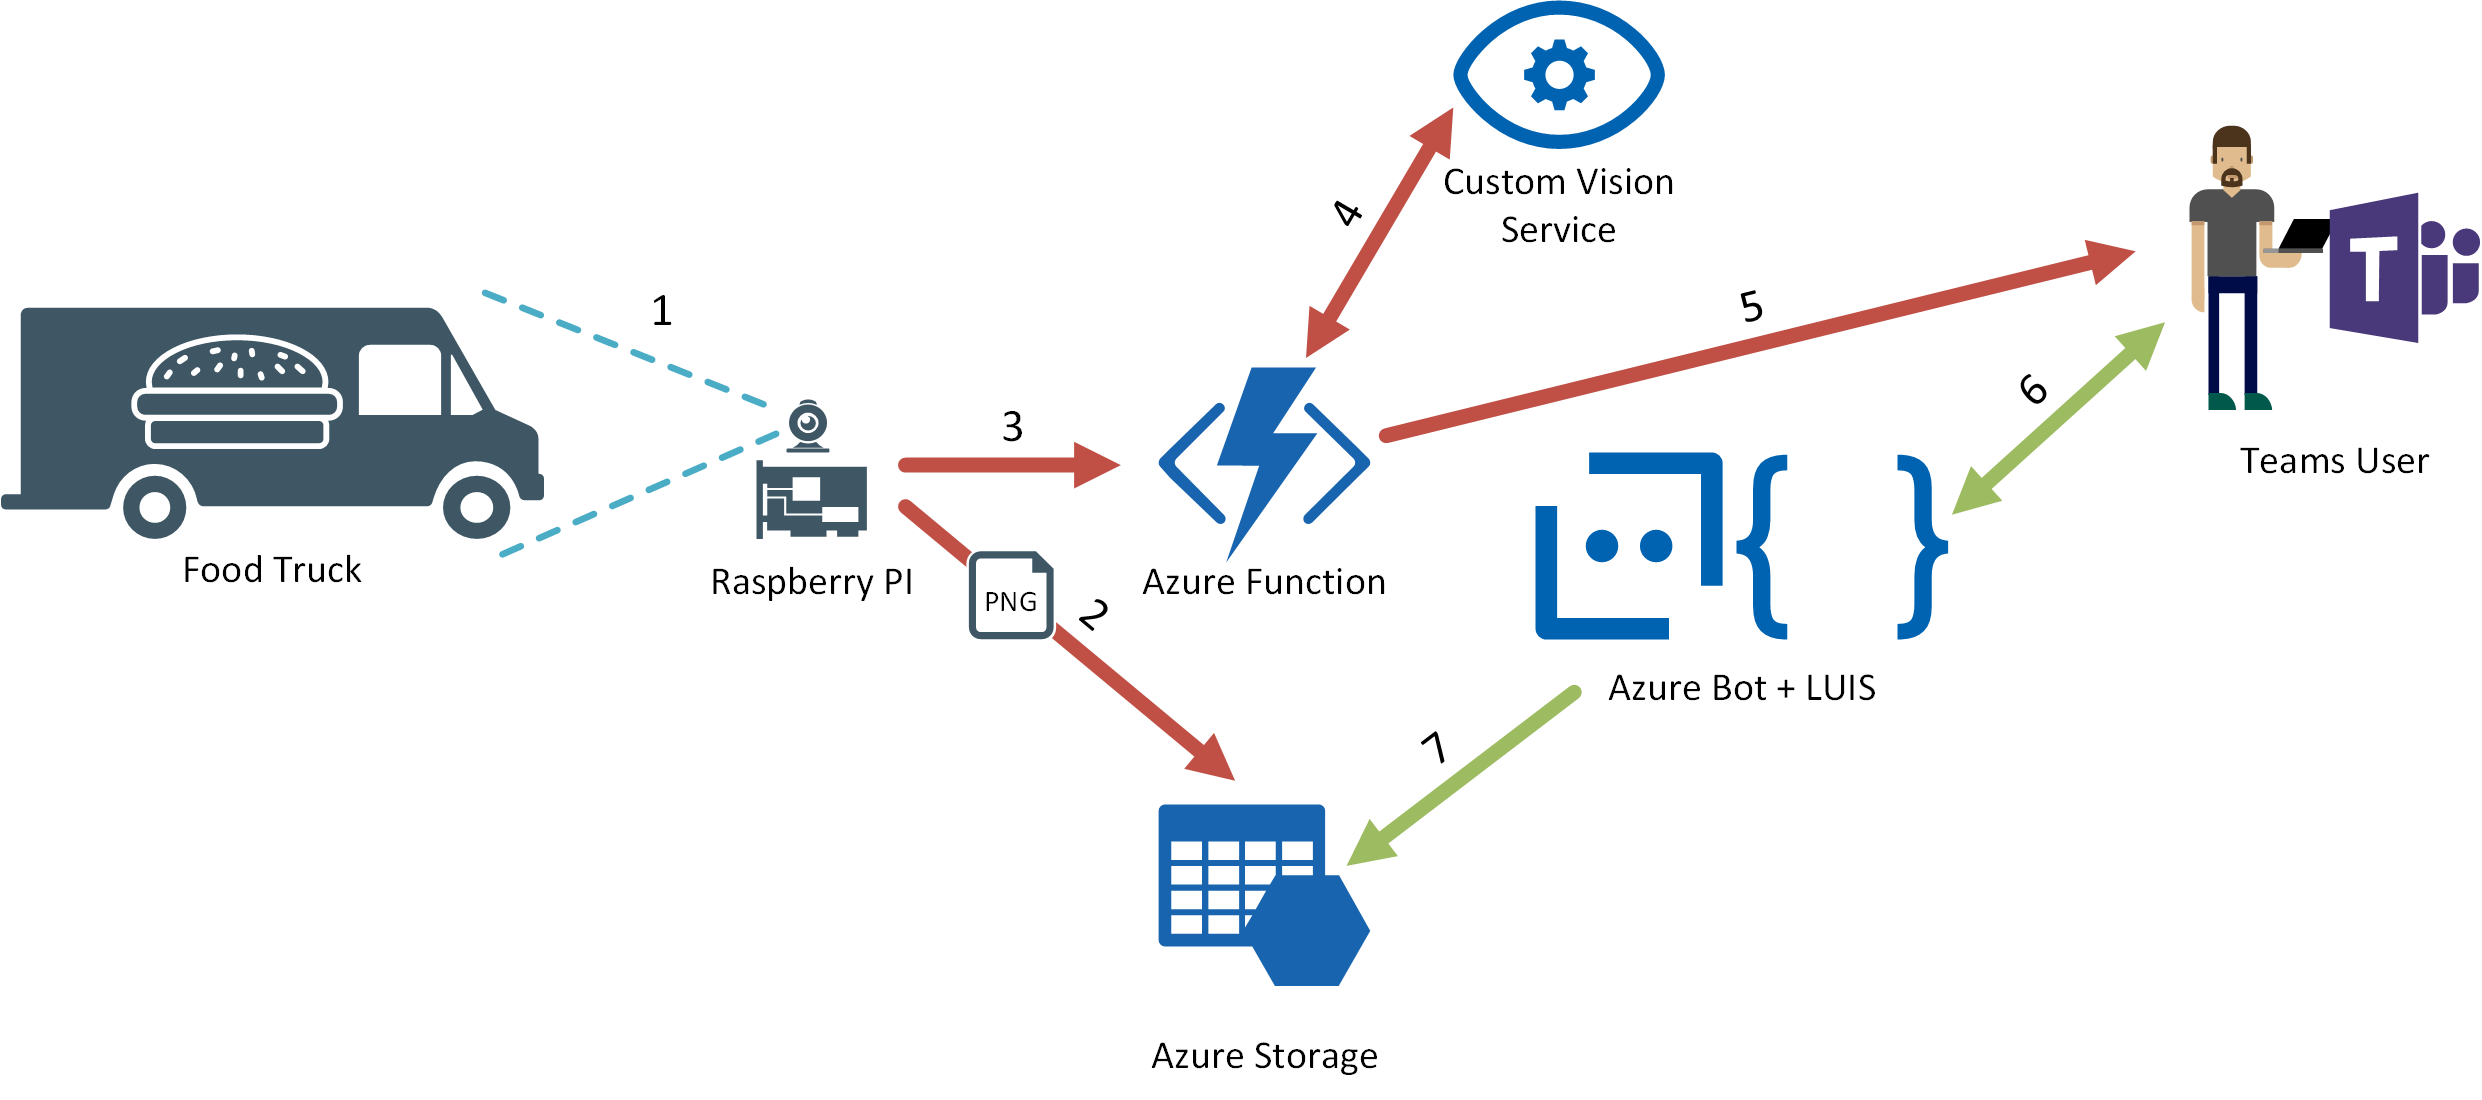 Custom Vision
Service
4
1
5
6
3
Teams User
T
Food Truck
Raspberry PI
PNG
2
Azure Function
Azure Bot + LUIS
7
Azure Storage